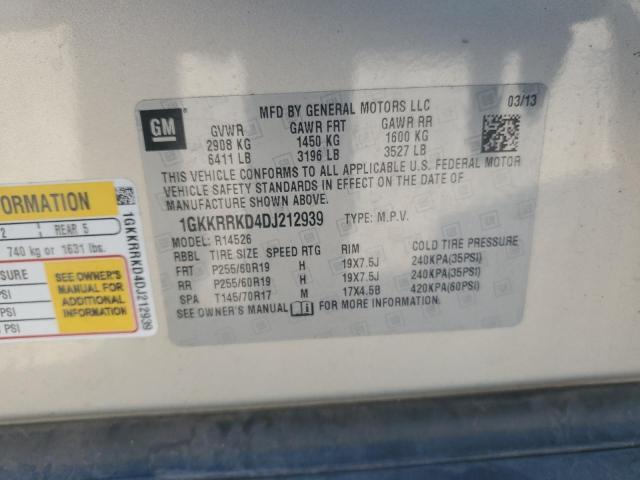 GM
MFD BY GENERAL MOTORS LLC 03/13
GVWR GAWR FRT GAWR RR
2908 KG 1450 KG 1600 KG
6411 LB 3196 LB 3527 LB
THIS VEHICLE CONFORMS TO ALL APPLICABLE U.S. FEDERAL MOTOR
VEHICLE SAFETY STANDARDS IN EFFECT ON THE DATE OF
MANUFACTURE SHOWN ABOVE.
1GKKRRKD4DJ212939 TYPE: M.P.V.
MODEL: R14526
RBBL TIRE SIZE SPEED RTG RIM COLD TIRE PRESSURE
FRT P255/60R19 H 19X7.5J 240KPA(35PSI)
RR P255/60R19 H 19X7.5J 240KPA(35PSI)
SPA T145/70R17 M 17X4.5B 420KPA(60PSI)
SEE OWNER'S MANUAL FOR MORE INFORMATION.
FORMATION
2 REAR 5
740 kg or 1631 lbs.
SURE
SEE OWNER'S
MANUAL FOR
ADDITIONAL
INFORMATION
PSI
PSI
PSI
1GKKRRKD4DJ212939